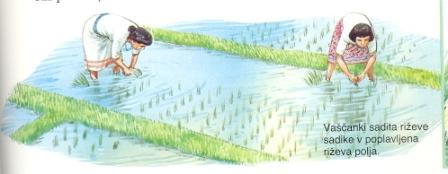 Vaščanki sadita riževe
sadike v poplavljena
riževa polja.